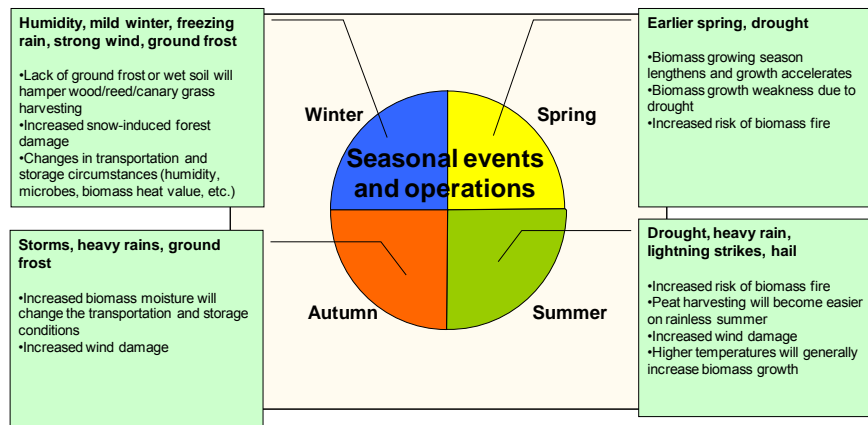 Humidity, mild winter, freezing
rain, strong wind, ground frost
•Lack of ground frost or wet soil will
hamper wood/reed/canary grass
harvesting
•Increased snow-induced forest
damage
•Changes in transportation and
storage circumstances (humidity,
microbes, biomass heat value, etc.)
Earlier spring, drought
•Biomass growing season
lengthens and growth accelerates
•Biomass growth weakness due to
drought
•Increased risk of biomass fire
Winter
Spring
Seasonal events
and operations
Autumn
Summer
Storms, heavy rains, ground
frost
•Increased biomass moisture will
change the transportation and storage
conditions
•Increased wind damage
Drought, heavy rain,
lightning strikes, hail
•Increased risk of biomass fire
•Peat harvesting will become easier
on rainless summer
•Increased wind damage
•Higher temperatures will generally
increase biomass growth